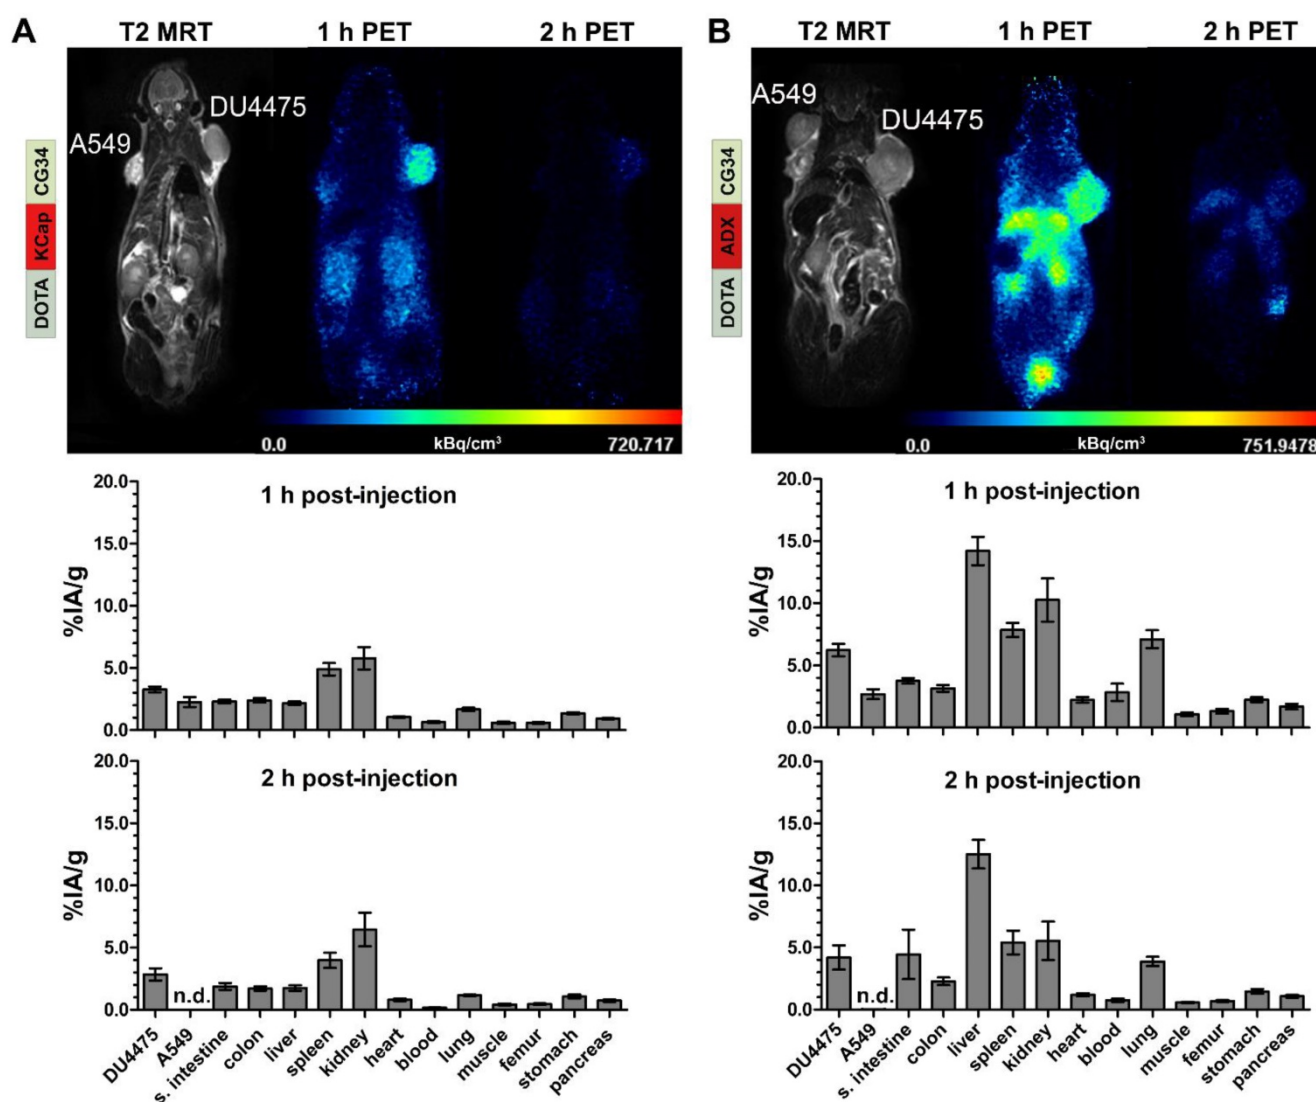 A
T2 MRT
1 h PET
2 h PET
DU4475
A549
CG34
KCap
DOTA
0.0
kBq/cm³
720.717
20.0
15.0
10.0
5.0
0.0
%IA/g
1 h post-injection
20.0
15.0
10.0
5.0
0.0
%IA/g
2 h post-injection
n.d.
DU4475
A549
s. intestine
colon
liver
spleen
kidney
heart
blood
lung
muscle
femur
stomach
pancreas
B
T2 MRT
1 h PET
2 h PET
A549
DU4475
CG34
ADX
DOTA
0.0
kBq/cm³
751.9478
20.0
15.0
10.0
5.0
0.0
%IA/g
1 h post-injection
20.0
15.0
10.0
5.0
0.0
%IA/g
2 h post-injection
n.d.
DU4475
A549
s. intestine
colon
liver
spleen
kidney
heart
blood
lung
muscle
femur
stomach
pancreas